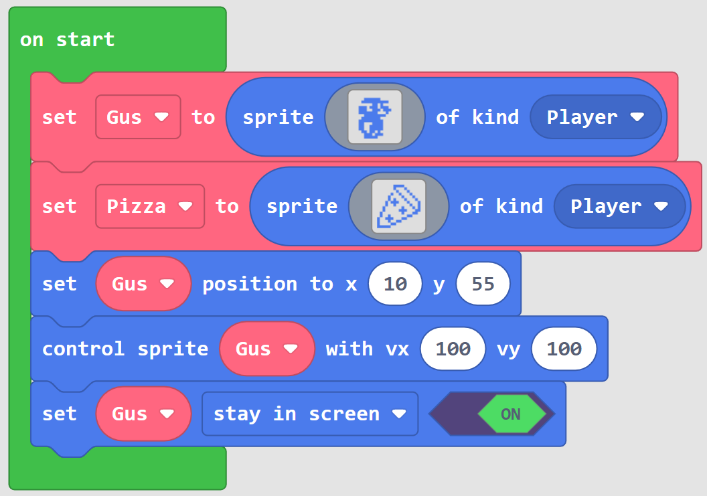 on start
set Gus to sprite of kind Player
set Pizza to sprite of kind Player
set Gus position to x 10 y 55
control sprite Gus with vx 100 vy 100
set Gus stay in screen ON